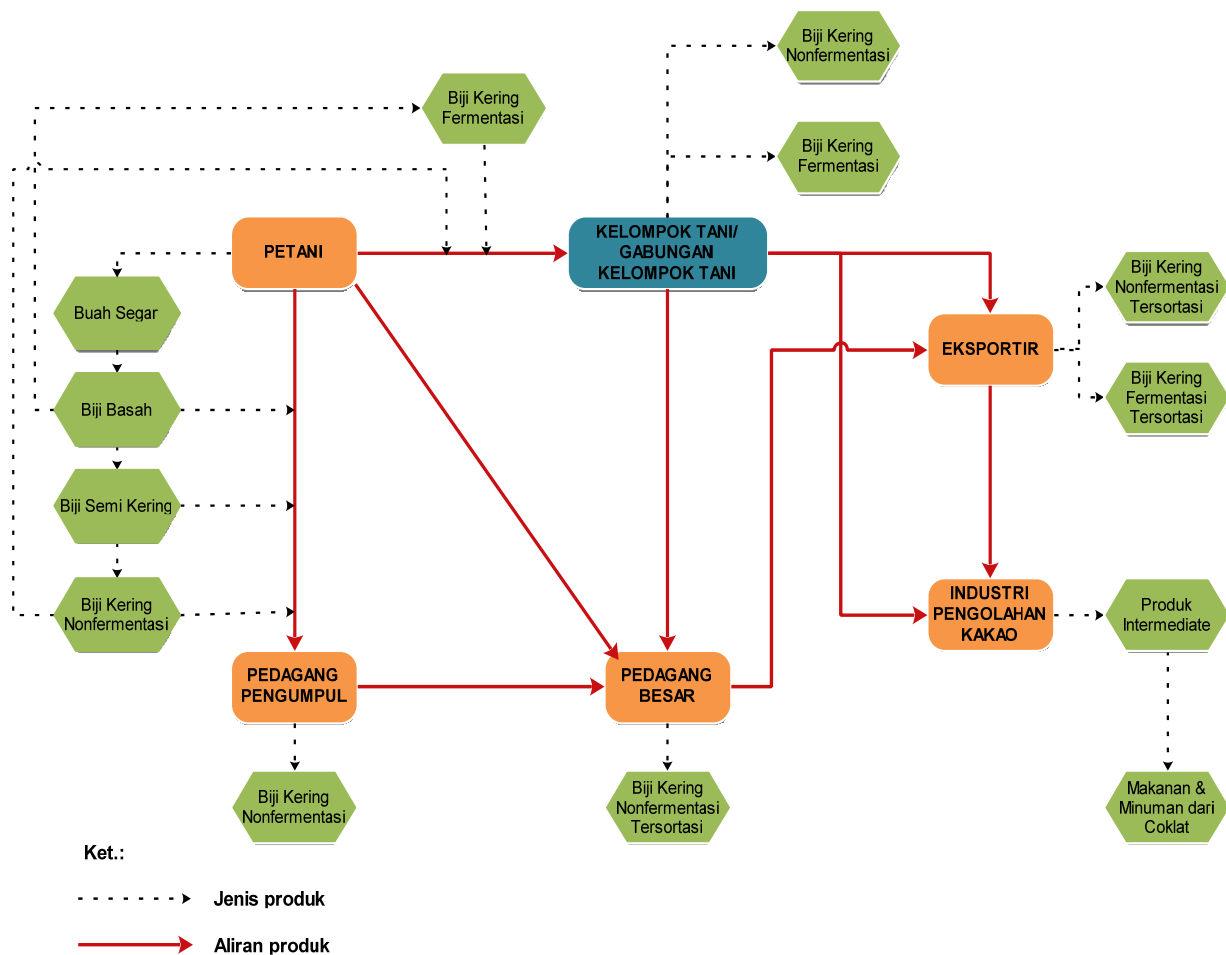 Biji Kering
Nonfermentasi
Biji Kering
Fermentasi
Biji Kering
Fermentasi
PETANI
KELOMPOK TANI/
GABUNGAN
KELOMPOK TANI
Buah Segar
Biji Kering
Nonfermentasi
Tersortasi
EKSPORTIR
Biji Basah
Biji Kering
Fermentasi
Tersortasi
Biji Semi Kering
Biji Kering
Nonfermentasi
INDUSTRI
PENGOLAHAN
KAKAO
Produk
Intermediate
PEDAGANG
PENGUMPUL
PEDAGANG
BESAR
Biji Kering
Nonfermentasi
Biji Kering
Nonfermentasi
Tersortasi
Makanan &
Minuman dari
Coklat
Ket.:
Jenis produk
Aliran produk